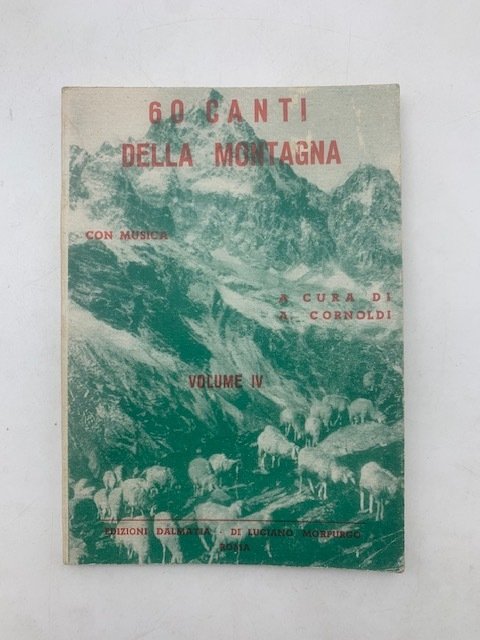 60 CANTI
DELLA MONTAGNA
CON MUSICA
A CURA DI
A. CORNOLDI
VOLUME IV
EDIZIONI DALMATIA - DI LUCIANO MORPURGO
ROMA